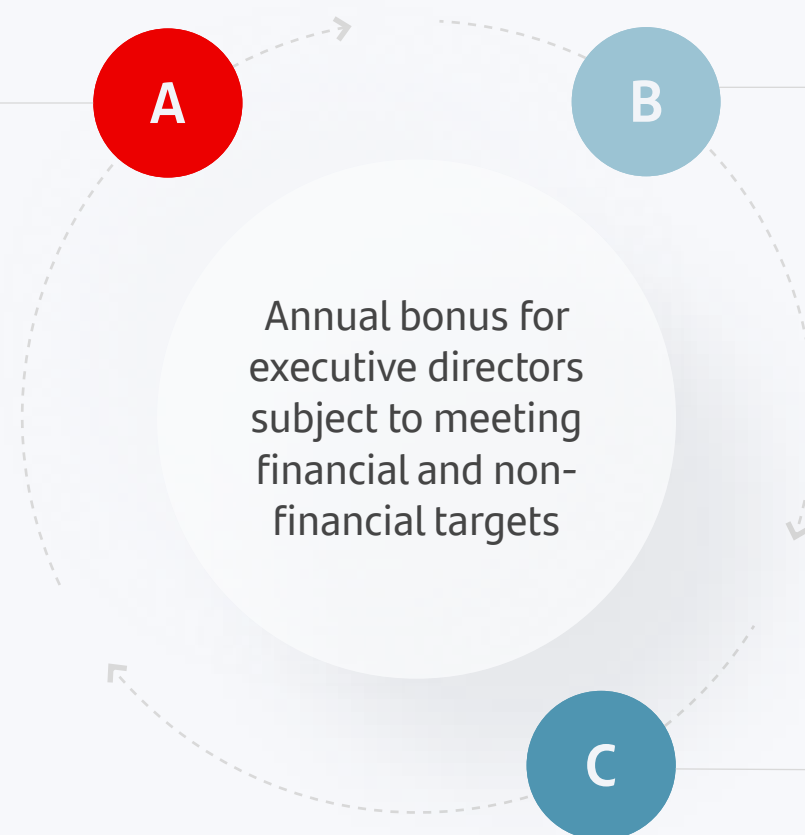 A
B
Annual bonus for
executive directors
subject to meeting
financial and non-
financial targets
C